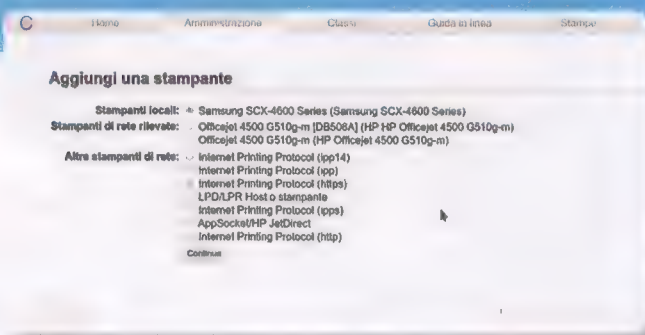 C Home Amministrazione Classi Guida in linea Stampe
Aggiungi una stampante
Stampanti locali: Samsung SCX-4600 Series (Samsung SCX-4600 Series)
Stampanti di rete rilevate: Officejet 4500 G510g-m [DB508A] (HP HP Officejet 4500 G510g-m)
Officejet 4500 G510g-m (HP Officejet 4500 G510g-m)
Altre stampanti di rete: Internet Printing Protocol (ipp14)
Internet Printing Protocol (ipp)
Internet Printing Protocol (https)
LPD/LPR Host o stampante
Internet Printing Protocol (ipps)
AppSocket/HP JetDirect
Internet Printing Protocol (http)
Continue